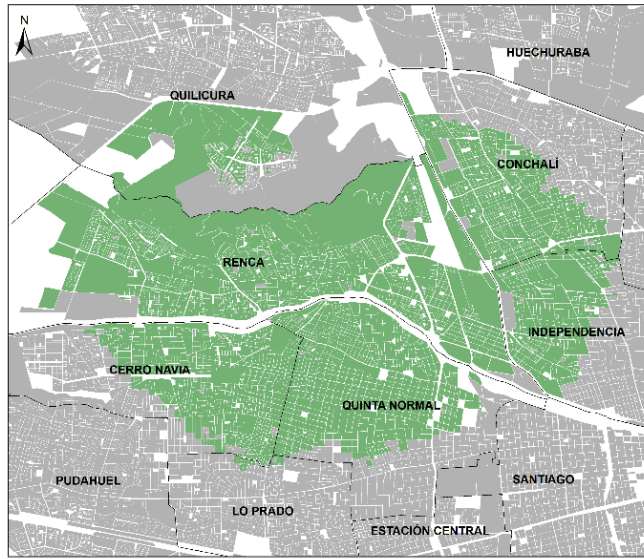 N
HUECHURABA
QUILICURA
CONCHALÍ
RENCA
INDEPENDENCIA
CERRO NAVIA
QUINTA NORMAL
PUDAHUEL
SANTIAGO
LO PRADO
ESTACIÓN CENTRAL